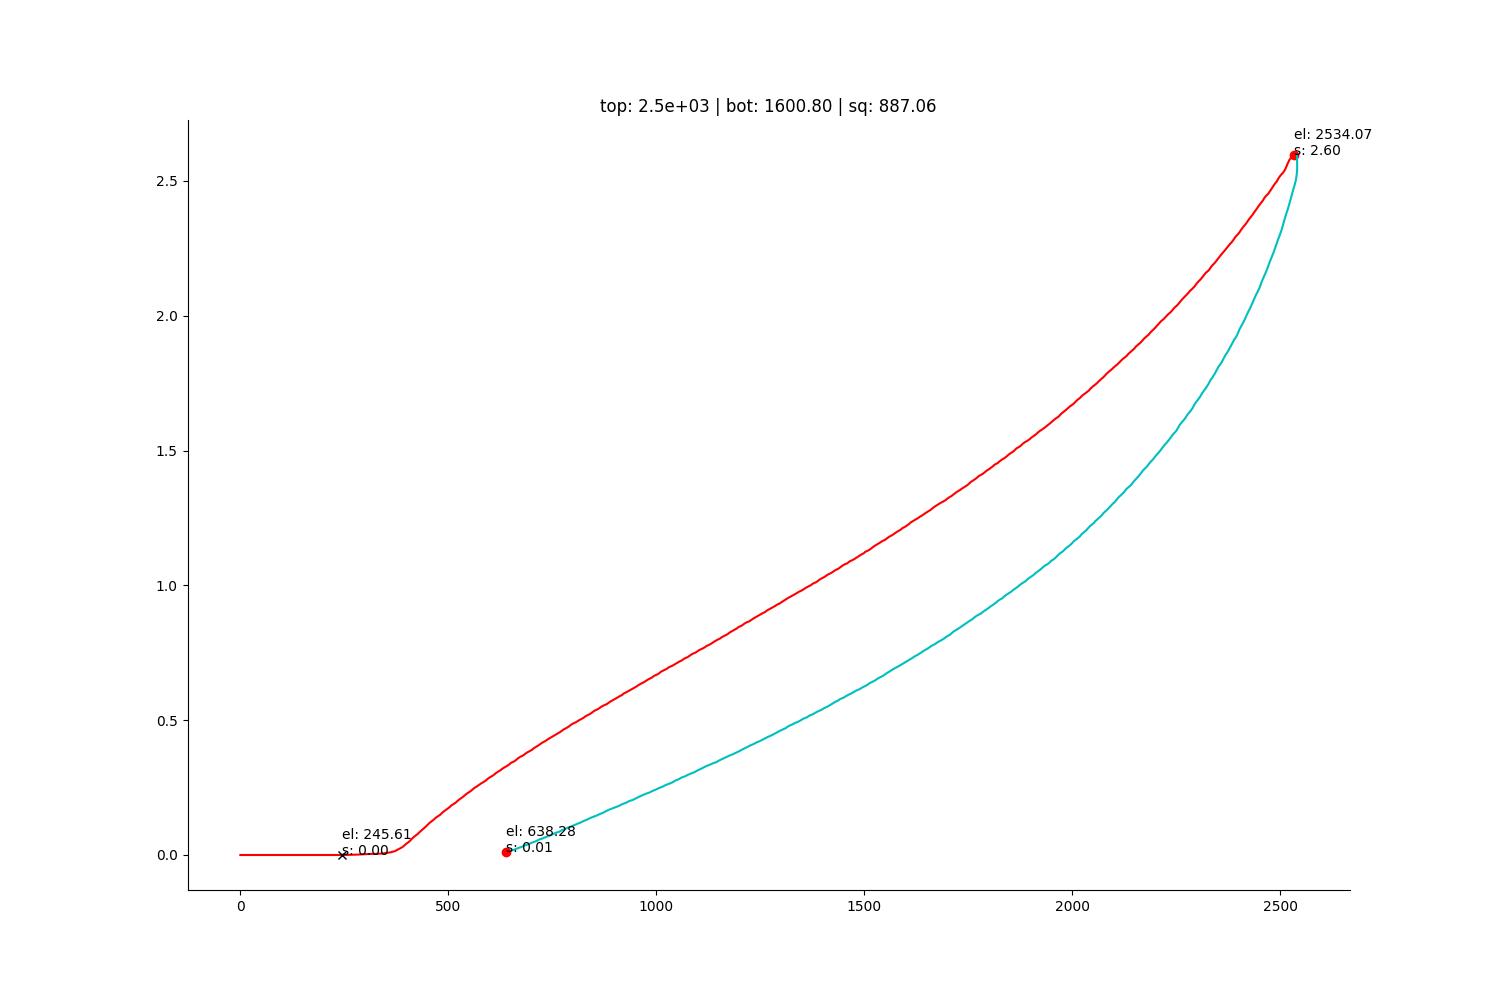 top: 2.5e+03 | bot: 1600.80 | sq: 887.06
el: 2534.07
s: 2.60
2.5
2.0
1.5
1.0
0.5
0.0
el: 245.61
s: 0.00
el: 638.28
s: 0.01
0 500 1000 1500 2000 2500